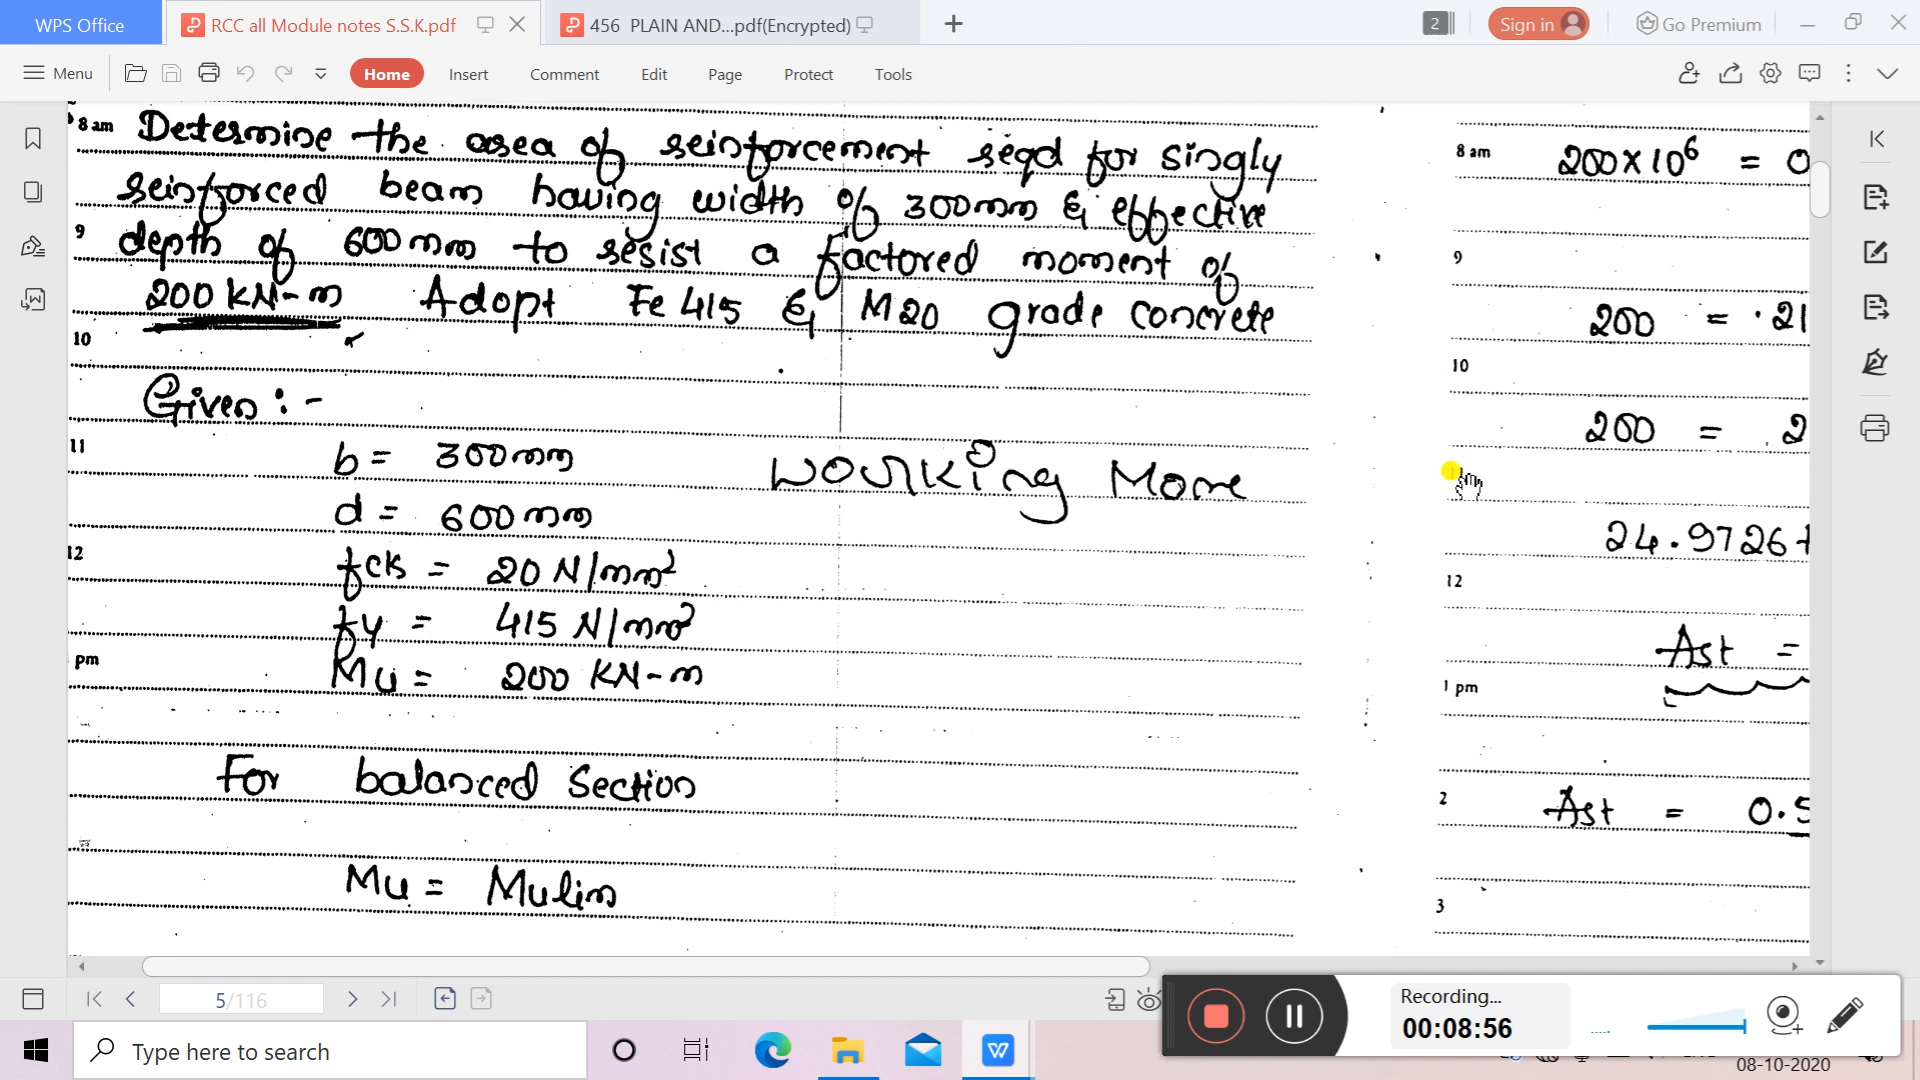 WPS Office
RCC all Module notes S.S.K.pdf
456 PLAIN AND...pdf(Encrypted)
2
Sign in
Go Premium
Menu
Home
Insert
Comment
Edit
Page
Protect
Tools
8 am Determine the area of reinforcement reqd for singly
reinforced beam having width of 300mm & effective
9 depth of 600mm to resist a factored moment of
200 KN-m Adopt Fe 415 & M20 grade concrete
10
Given :-
11 b = 300mm
Working More
d = 600mm
12 fck = 20 N/mm²
fy = 415 N/mm²
pm Mu = 200 KN-m
For balanced Section
Mu = Mulim
8 am 200×10⁶ = 0
9
200 = .21
10
200 = .2
24.9726+
12
Ast =
1 pm
2 Ast = 0.5
3
5/116
Recording...
00:08:56
Type here to search
08-10-2020